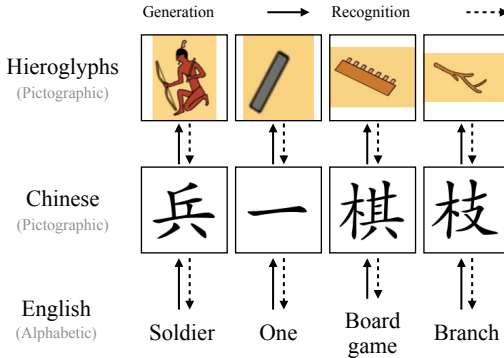 Generation Recognition
Hieroglyphs
(Pictographic)
Chinese
(Pictographic)
兵 一 棋 枝
English
(Alphabetic)
Soldier One Board game Branch